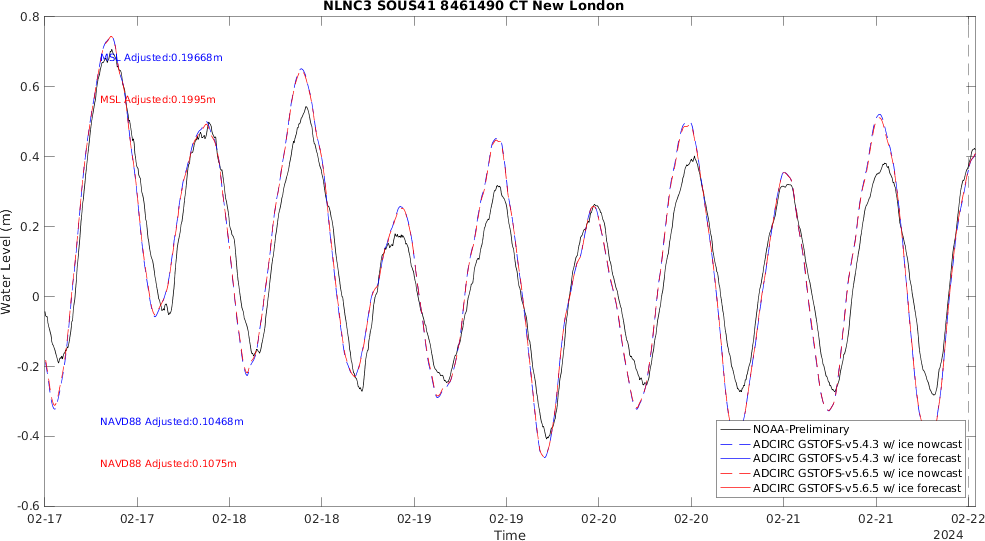 NLNC3 SOUS41 8461490 CT New London
0.8
0.6
0.4
0.2
0
-0.2
-0.4
-0.6
Water Level (m)
MSL Adjusted:0.19668m
MSL Adjusted:0.1995m
NAVD88 Adjusted:0.10468m
NAVD88 Adjusted:0.1075m
NOAA-Preliminary
ADCIRC GSTOFS-v5.4.3 w/ ice nowcast
ADCIRC GSTOFS-v5.4.3 w/ ice forecast
ADCIRC GSTOFS-v5.6.5 w/ ice nowcast
ADCIRC GSTOFS-v5.6.5 w/ ice forecast
02-17 02-17 02-18 02-18 02-19 02-19 02-20 02-20 02-21 02-21 02-22
Time
2024